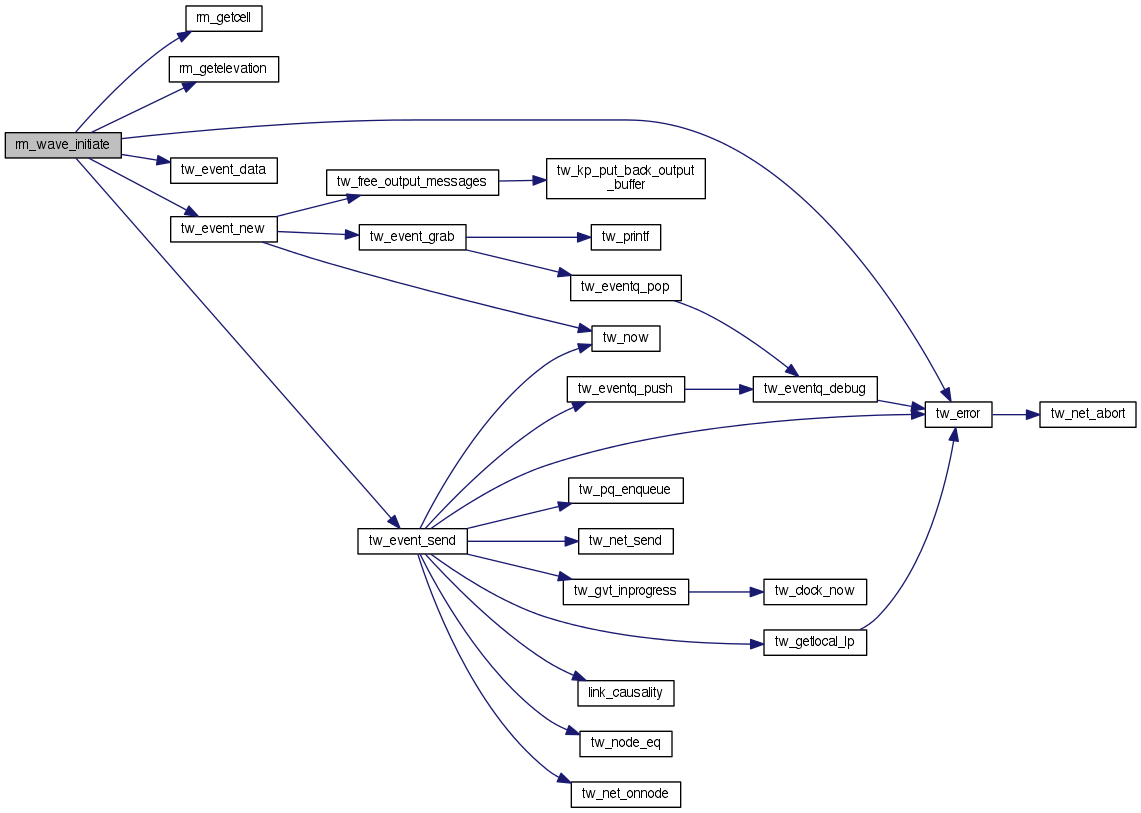 rm_getcell
rm_getelevation
rm_wave_initiate
tw_event_data
tw_free_output_messages
tw_kp_put_back_output
_buffer
tw_event_new
tw_event_grab
tw_printf
tw_eventq_pop
tw_now
tw_eventq_push
tw_eventq_debug
tw_error
tw_net_abort
tw_pq_enqueue
tw_event_send
tw_net_send
tw_gvt_inprogress
tw_clock_now
tw_getlocal_lp
link_causality
tw_node_eq
tw_net_onnode